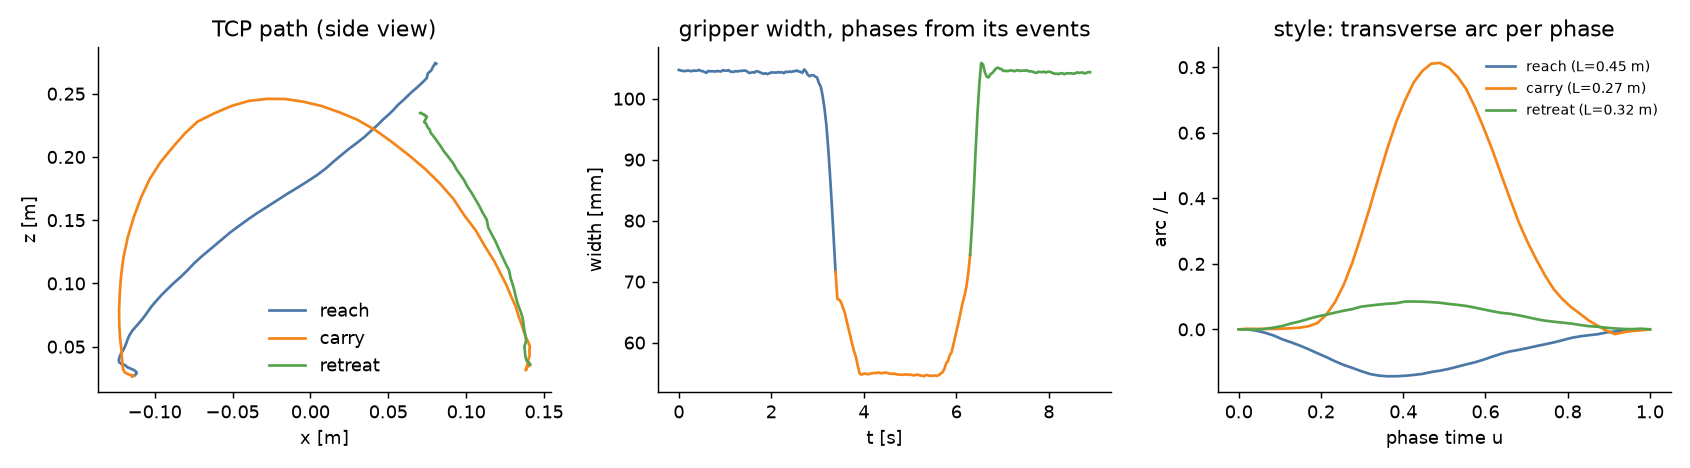 TCP path (side view)
z [m]
0.25
0.20
0.15
0.10
0.05
reach
carry
retreat
−0.10 −0.05 0.00 0.05 0.10 0.15
x [m]
gripper width, phases from its events
width [mm]
100
90
80
70
60
0 2 4 6 8
t [s]
style: transverse arc per phase
arc / L
0.8
0.6
0.4
0.2
0.0
reach (L=0.45 m)
carry (L=0.27 m)
retreat (L=0.32 m)
0.0 0.2 0.4 0.6 0.8 1.0
phase time u